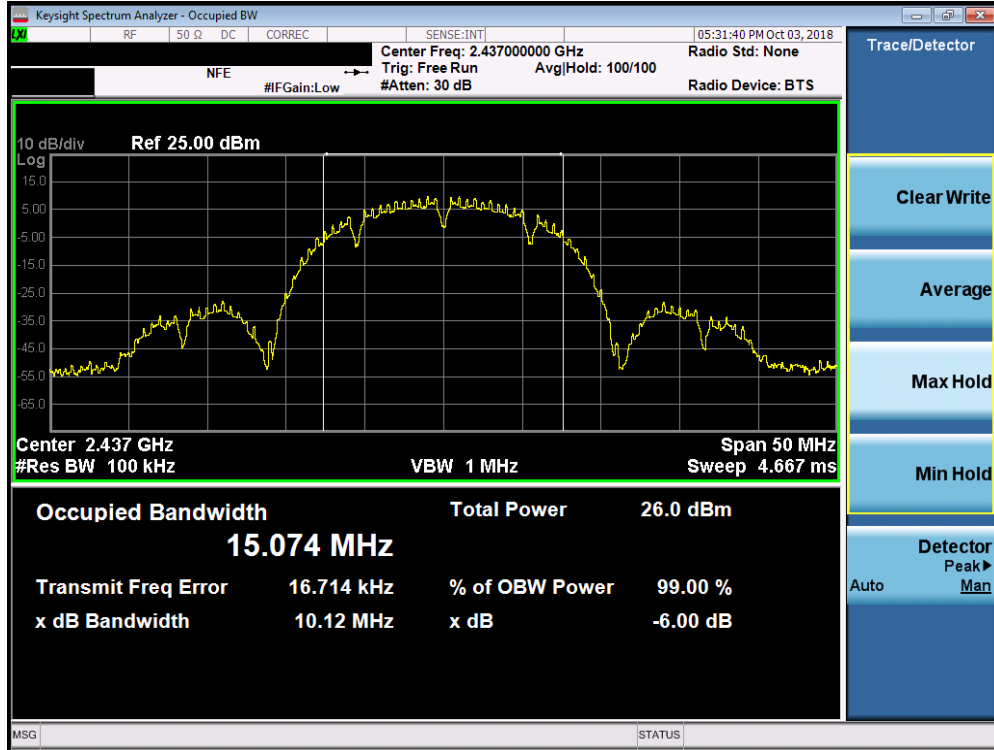 Keysight Spectrum Analyzer - Occupied BW
LXI RF 50 Ω DC CORREC SENSE:INT 05:31:40 PM Oct 03, 2018
Center Freq: 2.437000000 GHz Radio Std: None
NFE Trig: Free Run Avg|Hold: 100/100
#IFGain:Low #Atten: 30 dB Radio Device: BTS
Trace/Detector
10 dB/div Ref 25.00 dBm
Log
15.0
5.00
-5.00
-15.0
-25.0
-35.0
-45.0
-55.0
-65.0
Center 2.437 GHz Span 50 MHz
#Res BW 100 kHz VBW 1 MHz Sweep 4.667 ms
Occupied Bandwidth Total Power 26.0 dBm
15.074 MHz
Transmit Freq Error 16.714 kHz % of OBW Power 99.00 %
x dB Bandwidth 10.12 MHz x dB -6.00 dB
Clear Write
Average
Max Hold
Min Hold
Detector
Peak▶
Auto Man
MSG STATUS